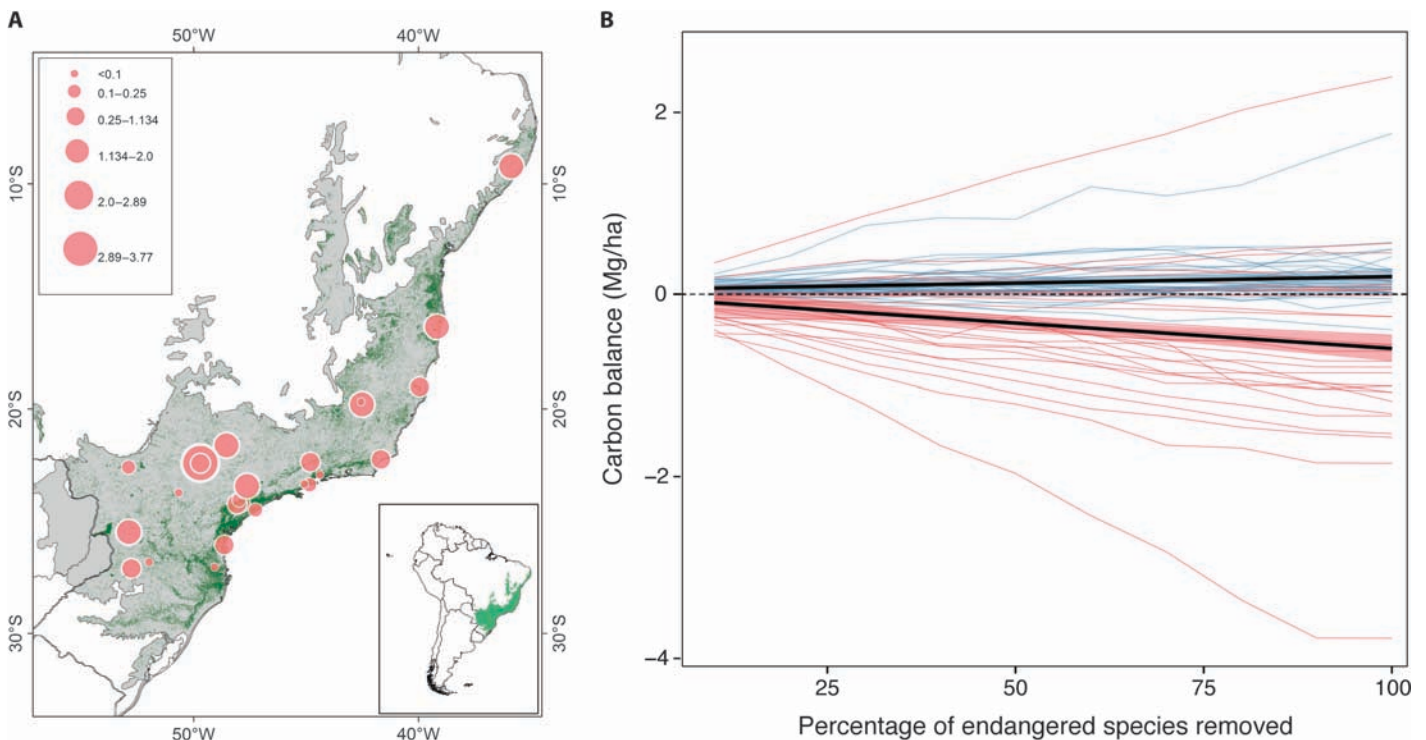 A
50°W 40°W
<0.1
0.1–0.25
0.25–1.134
1.134–2.0
2.0–2.89
2.89–3.77
10°S 10°S
20°S 20°S
30°S 30°S
50°W 40°W
B
Carbon balance (Mg/ha)
2
0
−2
−4
25 50 75 100
Percentage of endangered species removed